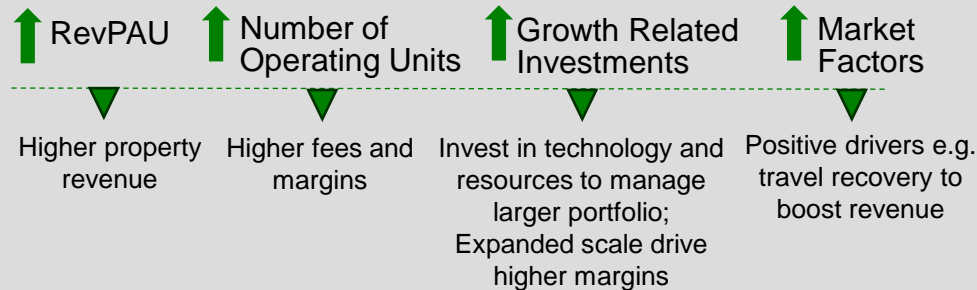 RevPAU
Number of
Operating Units
Growth Related
Investments
Market
Factors
Higher property
revenue
Higher fees and
margins
Invest in technology and
resources to manage
larger portfolio;
Expanded scale drive
higher margins
Positive drivers e.g.
travel recovery to
boost revenue